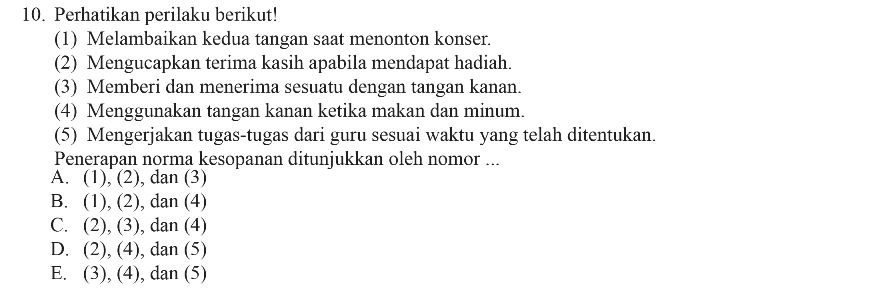 10. Perhatikan perilaku berikut!
(1) Melambaikan kedua tangan saat menonton konser.
(2) Mengucapkan terima kasih apabila mendapat hadiah.
(3) Memberi dan menerima sesuatu dengan tangan kanan.
(4) Menggunakan tangan kanan ketika makan dan minum.
(5) Mengerjakan tugas-tugas dari guru sesuai waktu yang telah ditentukan.
Penerapan norma kesopanan ditunjukkan oleh nomor ...
A. (1), (2), dan (3)
B. (1), (2), dan (4)
C. (2), (3), dan (4)
D. (2), (4), dan (5)
E. (3), (4), dan (5)